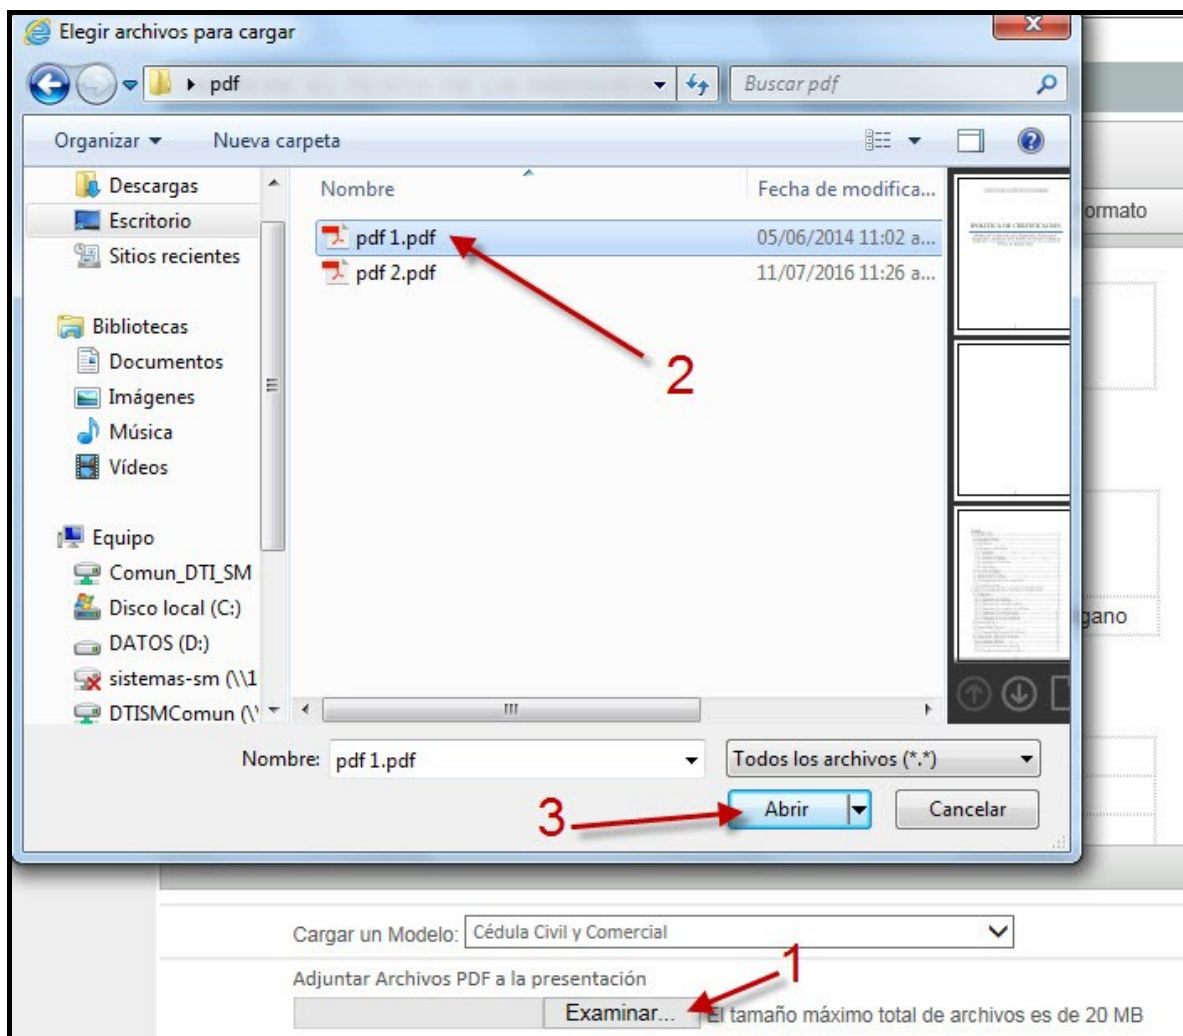 Elegir archivos para cargar
x
pdf
Buscar pdf
Organizar
Nueva carpeta
Descargas
Escritorio
Sitios recientes
Bibliotecas
Documentos
Imágenes
Música
Vídeos
Equipo
Comun_DTI_SM
Disco local (C:)
DATOS (D:)
sistemas-sm (\\1
DTISMComun (\\
Nombre
Fecha de modifica...
pdf 1.pdf
05/06/2014 11:02 a...
pdf 2.pdf
11/07/2016 11:26 a...
2
POLITICA DE CERTIFICACION
ormato
gano
Nombre: pdf 1.pdf
Todos los archivos (*.*)
3
Abrir
Cancelar
Cargar un Modelo: Cédula Civil y Comercial
1
Adjuntar Archivos PDF a la presentación
Examinar... El tamaño máximo total de archivos es de 20 MB